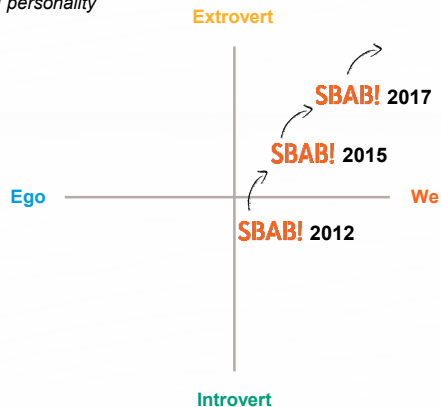 personality
Extrovert
SBAB! 2017
SBAB! 2015
Ego
We
SBAB! 2012
Introvert